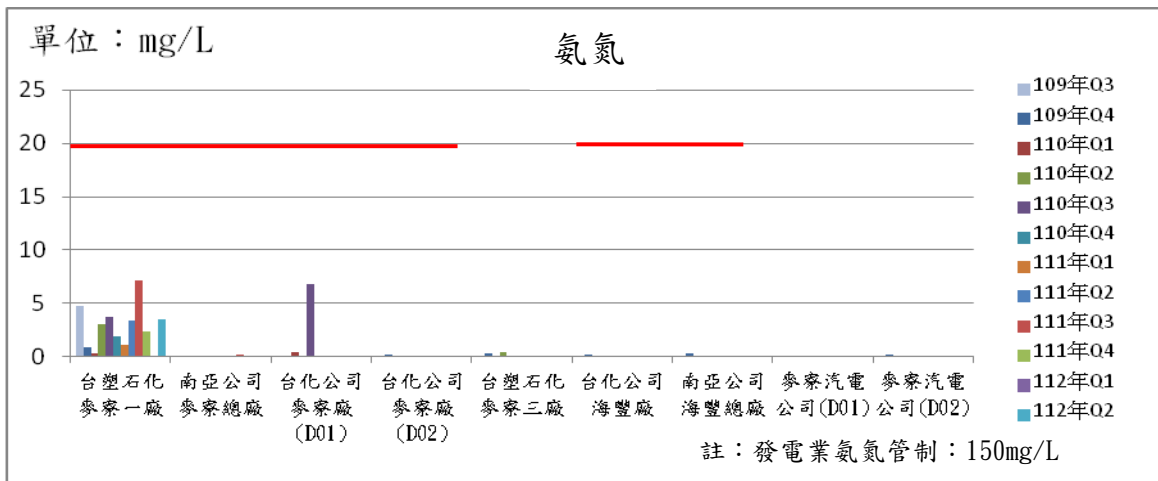 單位：mg/L
氨氮
25
20
15
10
5
0
台塑石化
麥寮一廠
南亞公司
麥寮總廠
台化公司
麥寮廠
(D01)
台化公司
麥寮廠
(D02)
台塑石化
麥寮三廠
台化公司
海豐廠
南亞公司
海豐總廠
麥寮汽電
公司(D01)
麥寮汽電
公司(D02)
註：發電業氨氮管制：150mg/L
109年Q3
109年Q4
110年Q1
110年Q2
110年Q3
110年Q4
111年Q1
111年Q2
111年Q3
111年Q4
112年Q1
112年Q2